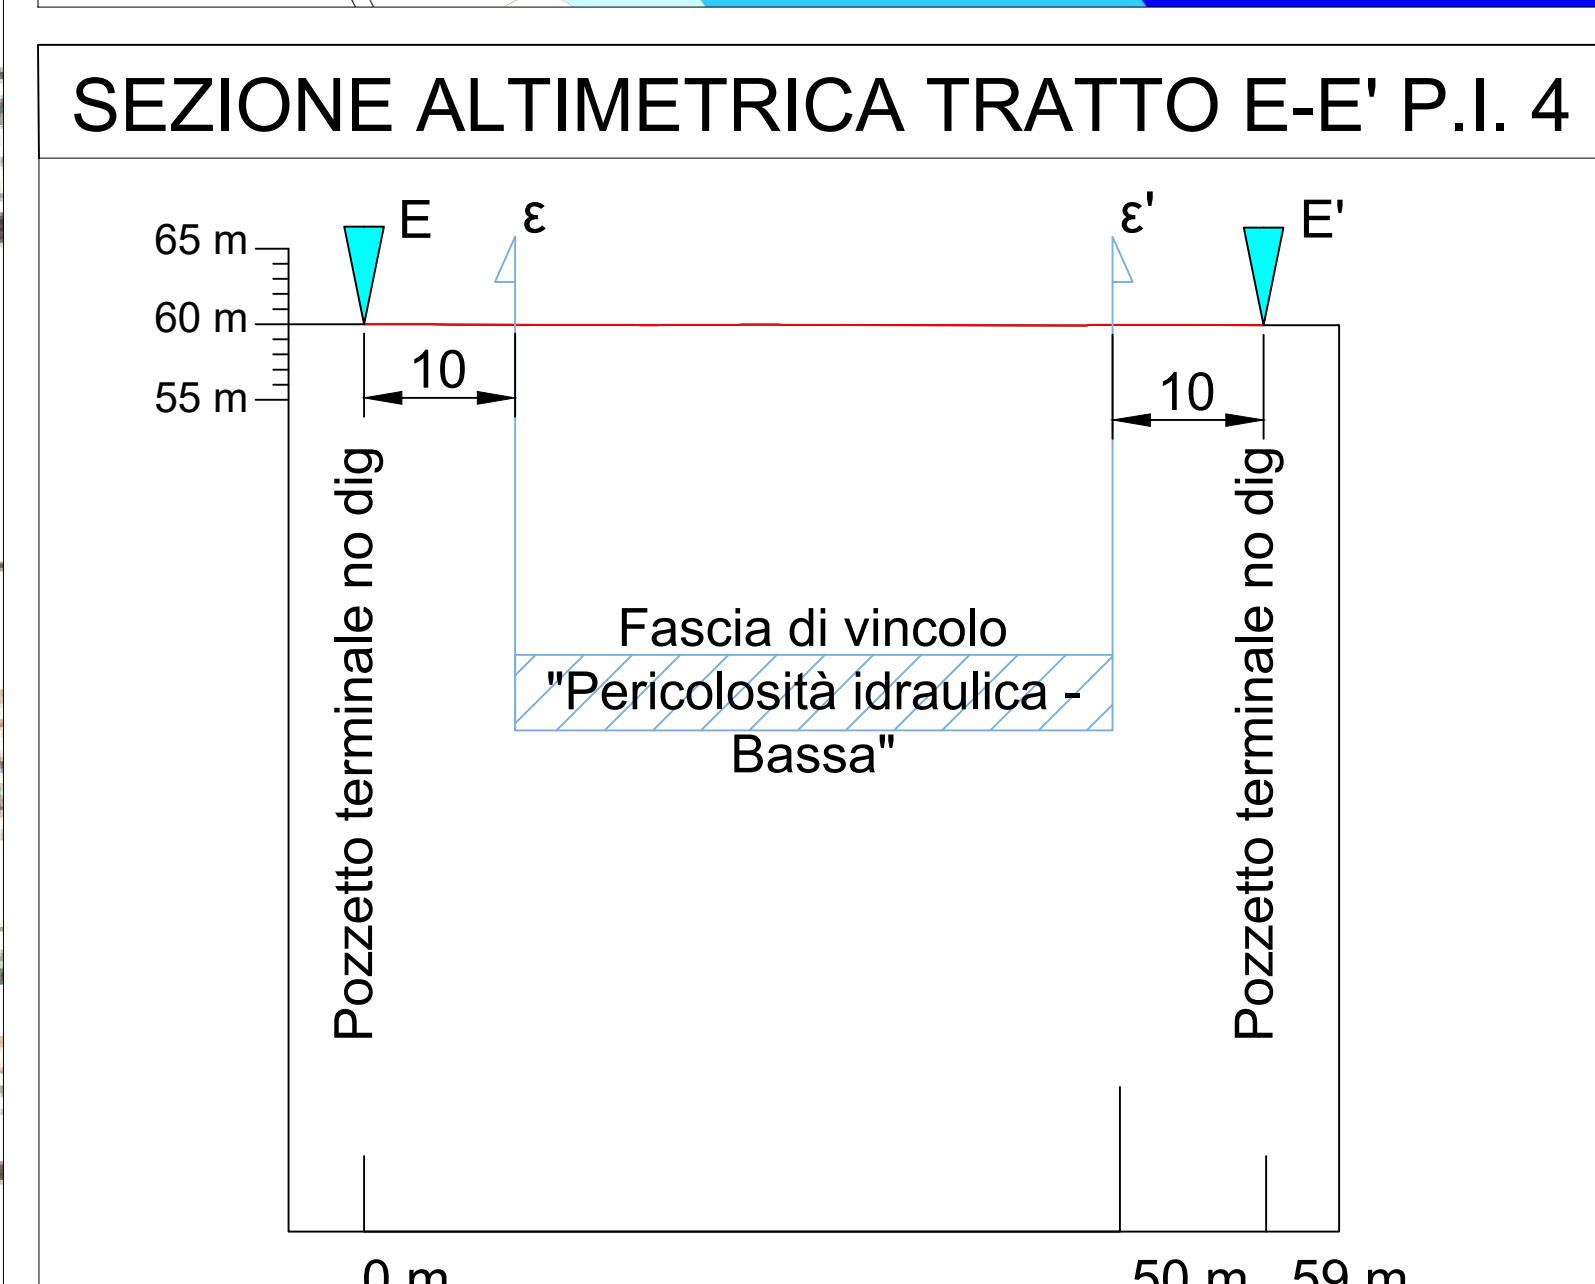 SEZIONE ALTIMETRICA TRATTO E-E' P.I. 4
E
ε
ε'
E'
65 m
60 m
55 m
10
10
Pozzetto terminale no dig
Pozzetto terminale no dig
Fascia di vincolo
"Pericolosità idraulica -
Bassa"
0 m
50 m
59 m